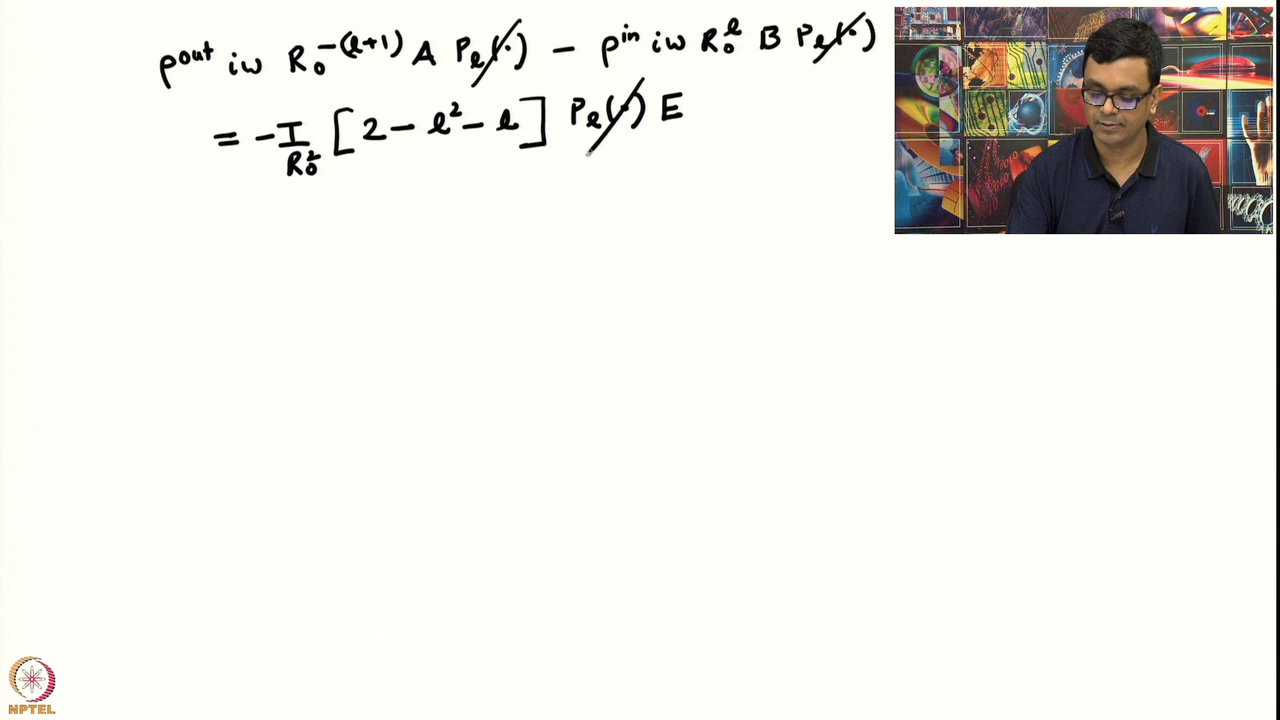 ρ^out iω R₀^-(l+1) A Pₗ(·) − ρ^in iω R₀^l B Pₗ(·)
= −T/R₀² [2 − l² − l] Pₗ(·) E
NPTEL